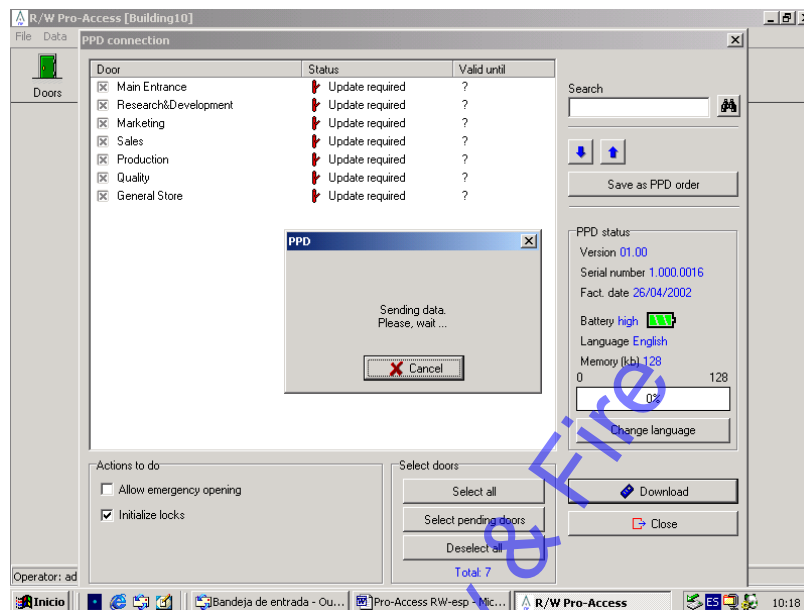 R/W Pro-Access [Building10]
File Data
Doors
PPD connection
Door Status Valid until
Main Entrance Update required ?
Research&Development Update required ?
Marketing Update required ?
Sales Update required ?
Production Update required ?
Quality Update required ?
General Store Update required ?
Search
Save as PPD order
PPD status
Version 01.00
Serial number 1.000.0016
Fact. date 26/04/2002
Battery high
Language English
Memory (kb) 128
0 128
0%
Change language
PPD
Sending data.
Please, wait ...
Cancel
Actions to do
Allow emergency opening
Initialize locks
Select doors
Select all
Select pending doors
Deselect all
Total: 7
Download
Close
& Fire
Operator: ad
Inicio
Bandeja de entrada - Ou...
Pro-Access RW-esp - Mic...
R/W Pro-Access
ES
10:18